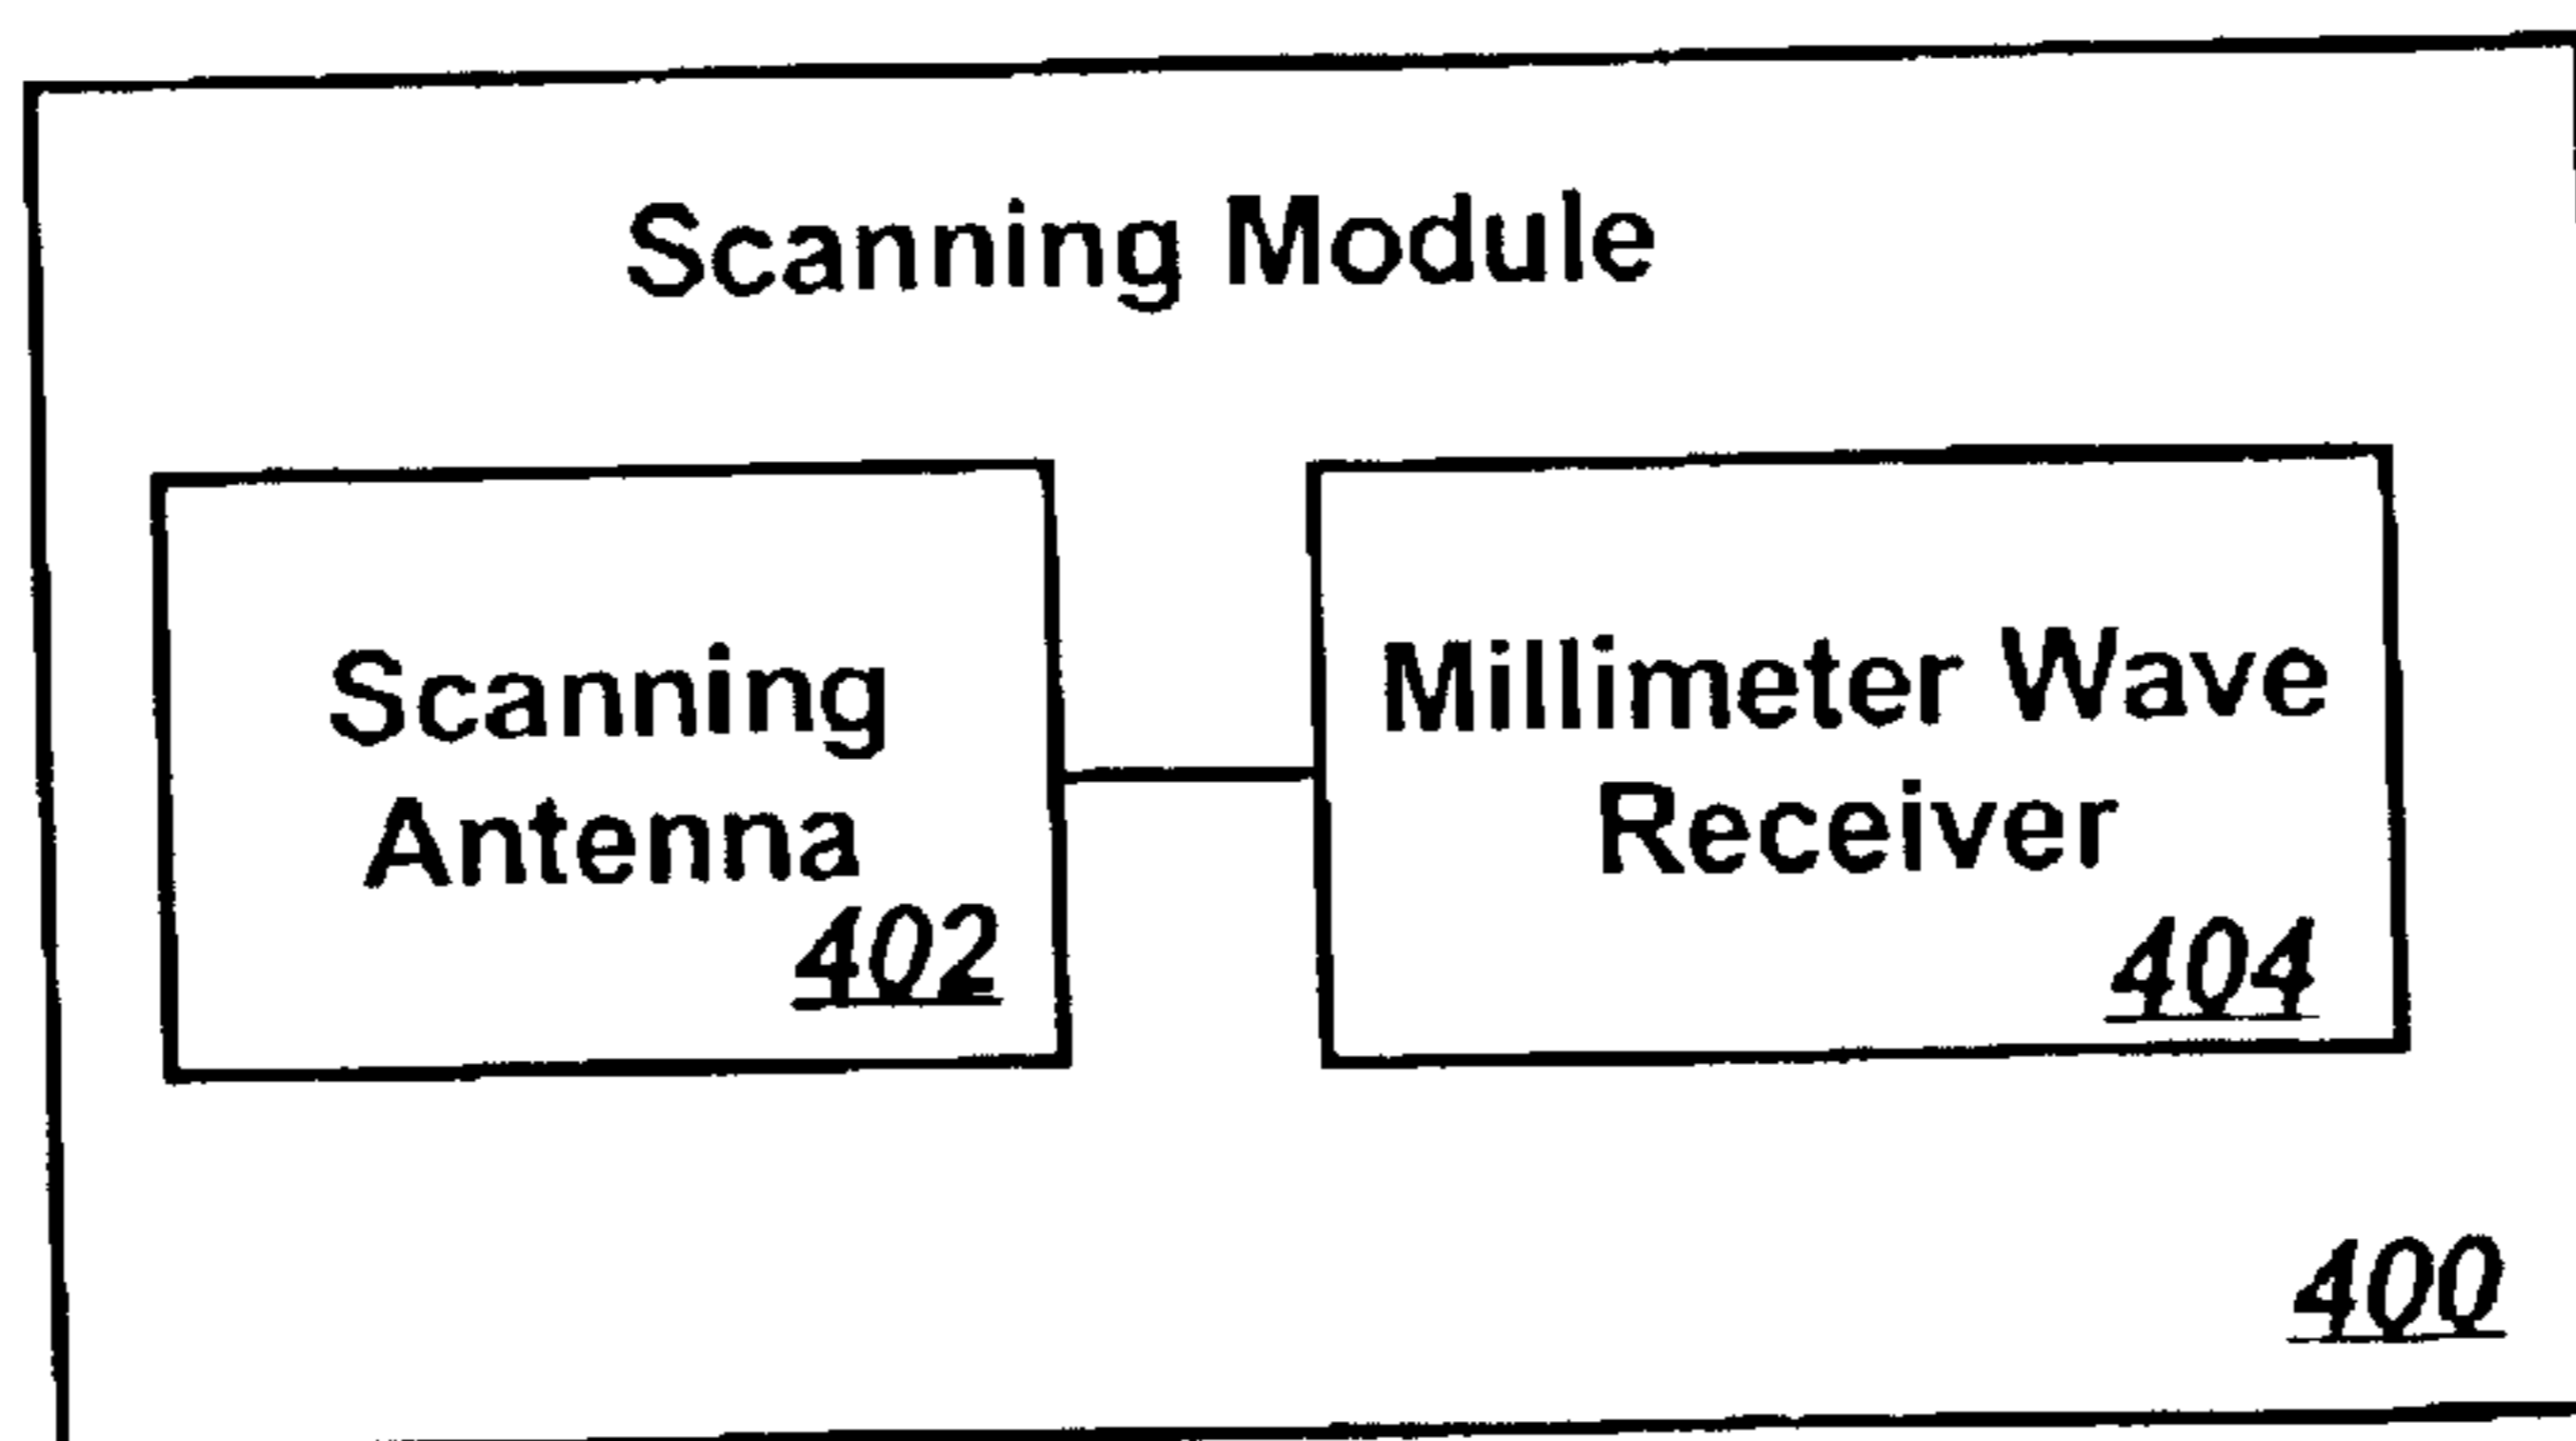 Scanning Module
Scanning
Antenna
402
Millimeter Wave
Receiver
404
400